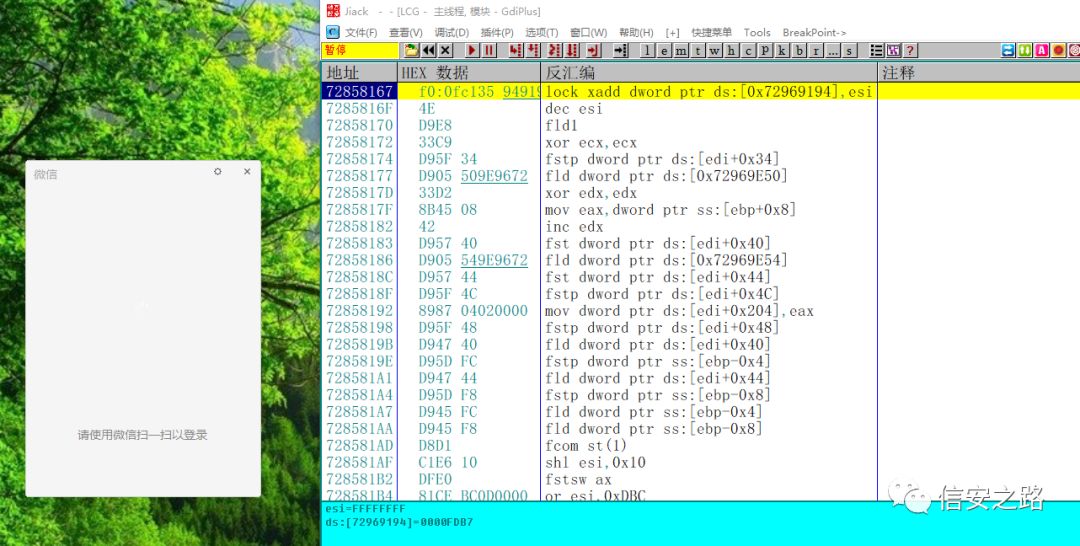 Jiack - - [LCG - 主线程, 模块 - GdiPlus]
文件(F) 查看(V) 调试(D) 插件(P) 选项(T) 窗口(W) 帮助(H) [+] 快捷菜单 Tools BreakPoint->
暂停 l e m t w h c P k b r ... s ?
地址 HEX 数据 反汇编 注释
72858167 f0:0fc135 94919 lock xadd dword ptr ds:[0x72969194],esi
7285816F 4E dec esi
72858170 D9E8 fld1
72858172 33C9 xor ecx,ecx
72858174 D95F 34 fstp dword ptr ds:[edi+0x34]
72858177 D905 509E9672 fld dword ptr ds:[0x72969E50]
7285817D 33D2 xor edx,edx
7285817F 8B45 08 mov eax,dword ptr ss:[ebp+0x8]
72858182 42 inc edx
72858183 D957 40 fst dword ptr ds:[edi+0x40]
72858186 D905 549E9672 fld dword ptr ds:[0x72969E54]
7285818C D957 44 fst dword ptr ds:[edi+0x44]
7285818F D95F 4C fstp dword ptr ds:[edi+0x4C]
72858192 8987 04020000 mov dword ptr ds:[edi+0x204],eax
72858198 D95F 48 fstp dword ptr ds:[edi+0x48]
7285819B D947 40 fld dword ptr ds:[edi+0x40]
7285819E D95D FC fstp dword ptr ss:[ebp-0x4]
728581A1 D947 44 fld dword ptr ds:[edi+0x44]
728581A4 D95D F8 fstp dword ptr ss:[ebp-0x8]
728581A7 D945 FC fld dword ptr ss:[ebp-0x4]
728581AA D945 F8 fld dword ptr ss:[ebp-0x8]
728581AD D8D1 fcom st(1)
728581AF C1E6 10 shl esi,0x10
728581B2 DFE0 fstsw ax
728581B4 81CE BC0D0000 or esi,0xDBC
esi=FFFFFFFF
ds:[72969194]=0000FDB7
微信
请使用微信扫一扫以登录
信安之路